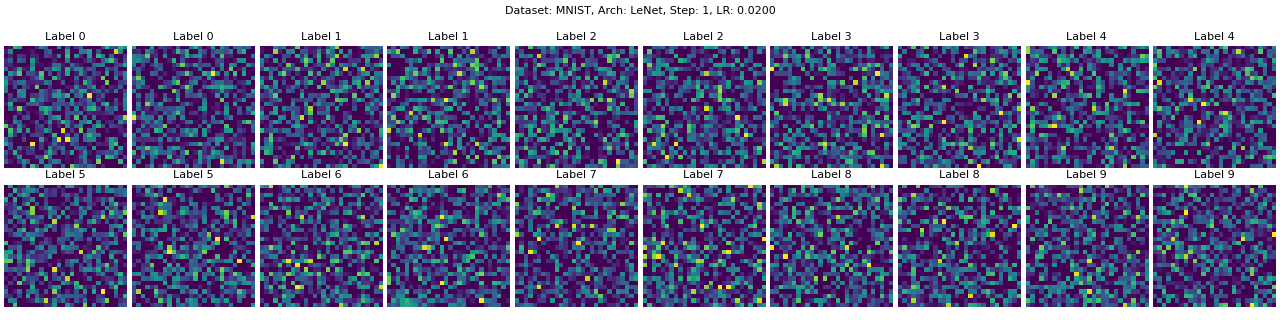 Dataset: MNIST, Arch: LeNet, Step: 1, LR: 0.0200
Label 0 Label 0 Label 1 Label 1 Label 2 Label 2 Label 3 Label 3 Label 4 Label 4
Label 5 Label 5 Label 6 Label 6 Label 7 Label 7 Label 8 Label 8 Label 9 Label 9